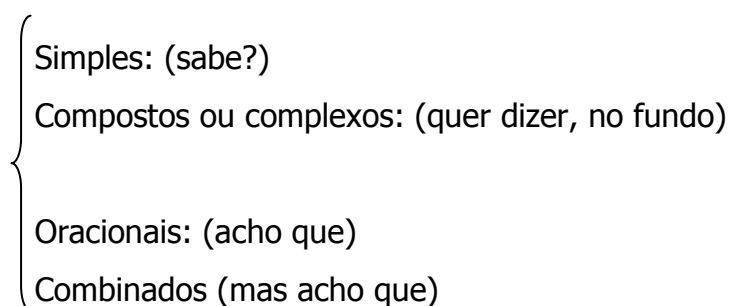 Simples: (sabe?)
Compostos ou complexos: (quer dizer, no fundo)
Oracionais: (acho que)
Combinados (mas acho que)